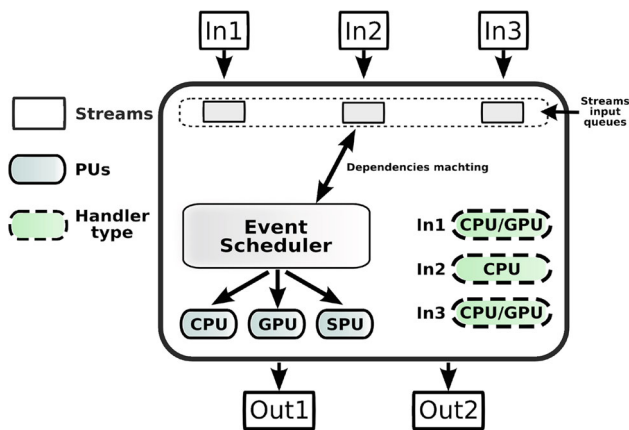 In1
In2
In3
Streams
Streams
input
queues
PUs
Dependencies machting
Handler
type
Event
Scheduler
In1 CPU/GPU
In2 CPU
In3 CPU/GPU
CPU
GPU
SPU
Out1
Out2